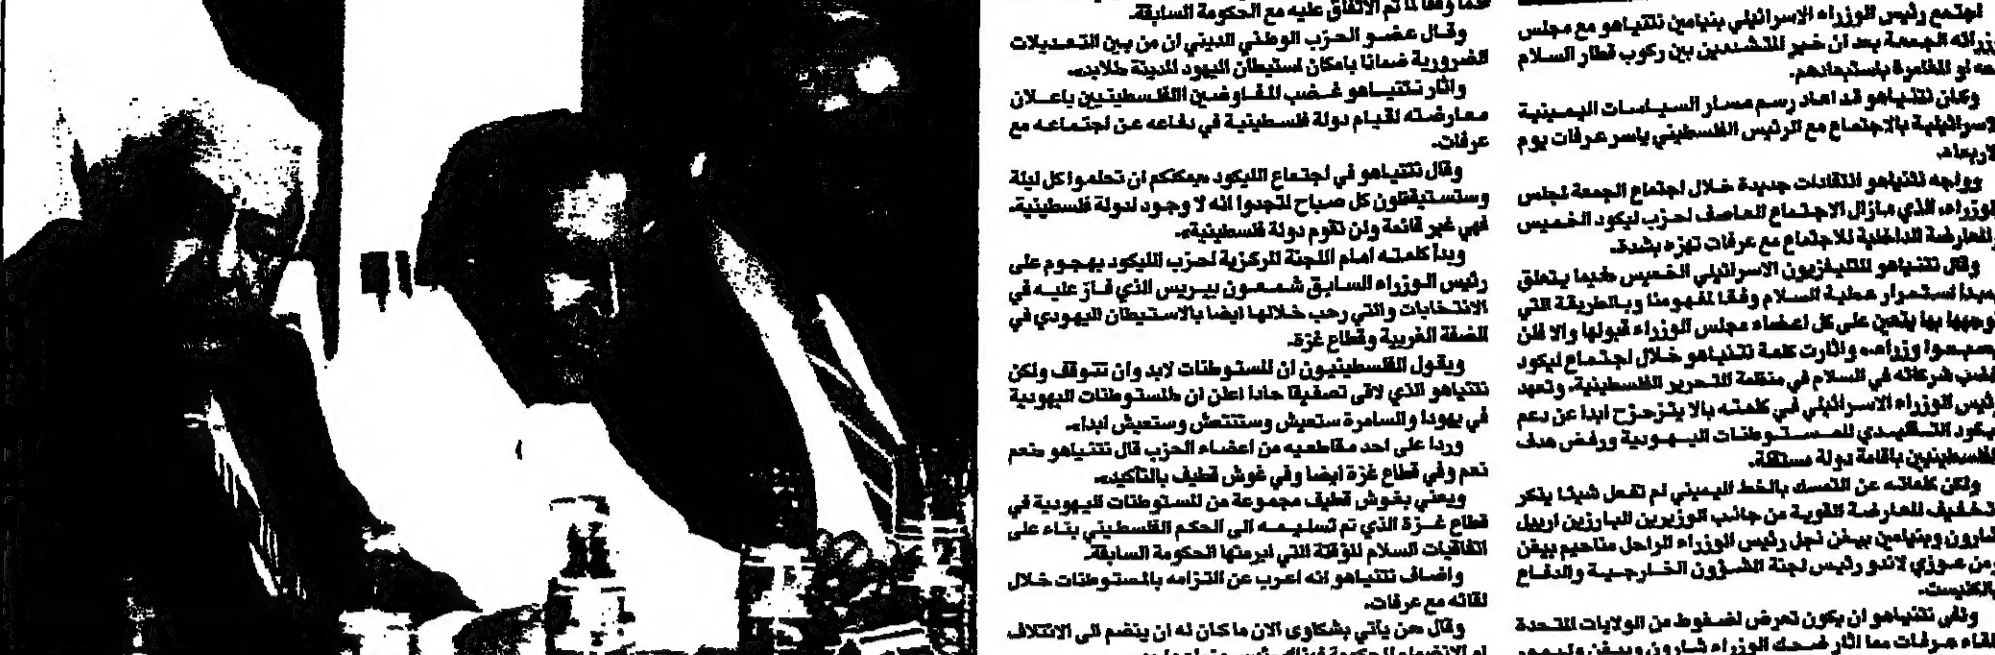 اجتمع رئيس الوزراء الاسرائيلي بنيامين نتنياهو مع مجلس
وزرائه الجمعة بعد ان خير المتشددين بين ركوب قطار السلام
معه او المغامرة باستبعادهم.
وكان نتنياهو قد اعاد رسم مسار السياسات اليمينية
الاسرائيلية بالاجتماع مع الرئيس الفلسطيني ياسر عرفات يوم
الاربعاء.
وواجه نتنياهو انتقادات جديدة خلال اجتماع الجمعة لمجلس
الوزراء، الذي مازال الاجتماع العاصف لحزب ليكود الخميس
والمعارضة الداخلية للاجتماع مع عرفات تهزه بشدة.
وقال نتنياهو للتليفزيون الاسرائيلي الخميس «فيما يتعلق
بمبدأ استمرار عملية السلام وفقا لمفهومنا وبالطريقة التي
نوجهها بها يتعين على كل اعضاء مجلس الوزراء قبولها والا فلن
يصبحوا وزراء» واثارت كلمة نتنياهو خلال اجتماع ليكود
غضب شركائه في السلام في منظمة التحرير الفلسطينية. وتعهد
رئيس الوزراء الاسرائيلي في كلمته بالا يتزحزح ابدا عن دعم
ليكود التقليدي للمستوطنات اليهودية ورفض هدف
الفلسطينيين باقامة دولة مستقلة.
ولكن كلماته عن التمسك بالخط اليميني لم تفعل شيئا يذكر
لتخفيف المعارضة القوية من جانب الوزيرين البارزين ارييل
شارون وبنيامين بيغن نجل رئيس الوزراء الراحل مناحيم بيغن
ومن عوزي لاندو رئيس لجنة الشؤون الخارجية والدفاع
بالكنيست.
ونفى نتنياهو ان يكون تعرض لضغوط من الولايات المتحدة
للقاء عرفات مما اثار ضحك الوزراء شارون وبيغن
وفقا لما تم الاتفاق عليه مع الحكومة السابقة.
وقال عضو الحزب الوطني الديني ان من بين التعديلات
الضرورية ضمانا بامكان استيطان اليهود المدينة «للابد».
واثار نتنياهو غضب المفاوضين الفلسطينيين باعلان
معارضته لقيام دولة فلسطينية في دفاعه عن اجتماعه مع
عرفات.
وقال نتنياهو في اجتماع الليكود «يمكنكم ان تحلموا كل ليلة
وستستيقظون كل صباح لتجدوا انه لا وجود لدولة فلسطينية.
فهي غير قائمة ولن تقوم دولة فلسطينية».
وبدأ كلمته امام اللجنة المركزية لحزب الليكود بهجوم على
رئيس الوزراء السابق شمعون بيريس الذي فاز عليه في
الانتخابات والتي رحب خلالها ايضا بالاستيطان اليهودي في
الضفة الغربية وقطاع غزة.
ويقول الفلسطينيون ان المستوطنات لابد وان تتوقف ولكن
نتنياهو الذي لاقى تصفيقا حادا اعلن ان «المستوطنات اليهودية
في يهودا والسامرة ستعيش وستنتعش وستعيش ابدا».
وردا على احد مقاطعيه من اعضاء الحزب قال نتنياهو «نعم
نعم وفي قطاع غزة ايضا وفي غوش قطيف بالتأكيد».
ويعني بغوش قطيف مجموعة من المستوطنات اليهودية في
قطاع غزة الذي تم تسليمه الى الحكم الفلسطيني بناء على
اتفاقيات السلام المؤقتة التي ابرمتها الحكومة السابقة.
واضاف نتنياهو انه اعرب عن التزامه بالمستوطنات خلال
لقائه مع عرفات.
وقال «من يأتي بشكاوى الان ما كان له ان ينضم الى الائتلاف